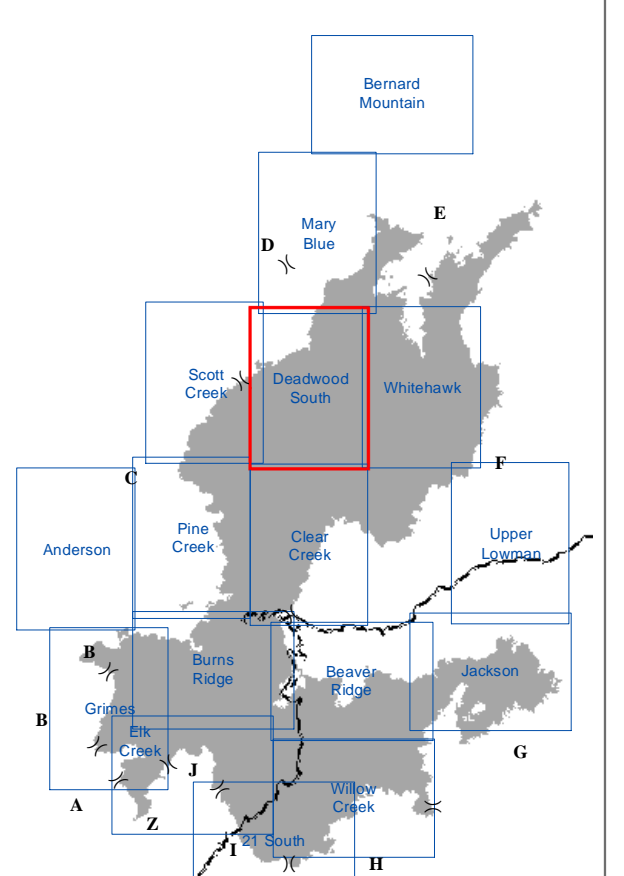 Bernard
Mountain
E
Mary
Blue
D
Scott
Creek
Deadwood
South
Whitehawk
F
C
Pine
Creek
Clear
Creek
Upper
Lowman
Anderson
B
Burns
Ridge
Beaver
Ridge
Jackson
Grimes
B
Elk
Creek
G
J
A
Willow
Creek
Z
I
21 South
H